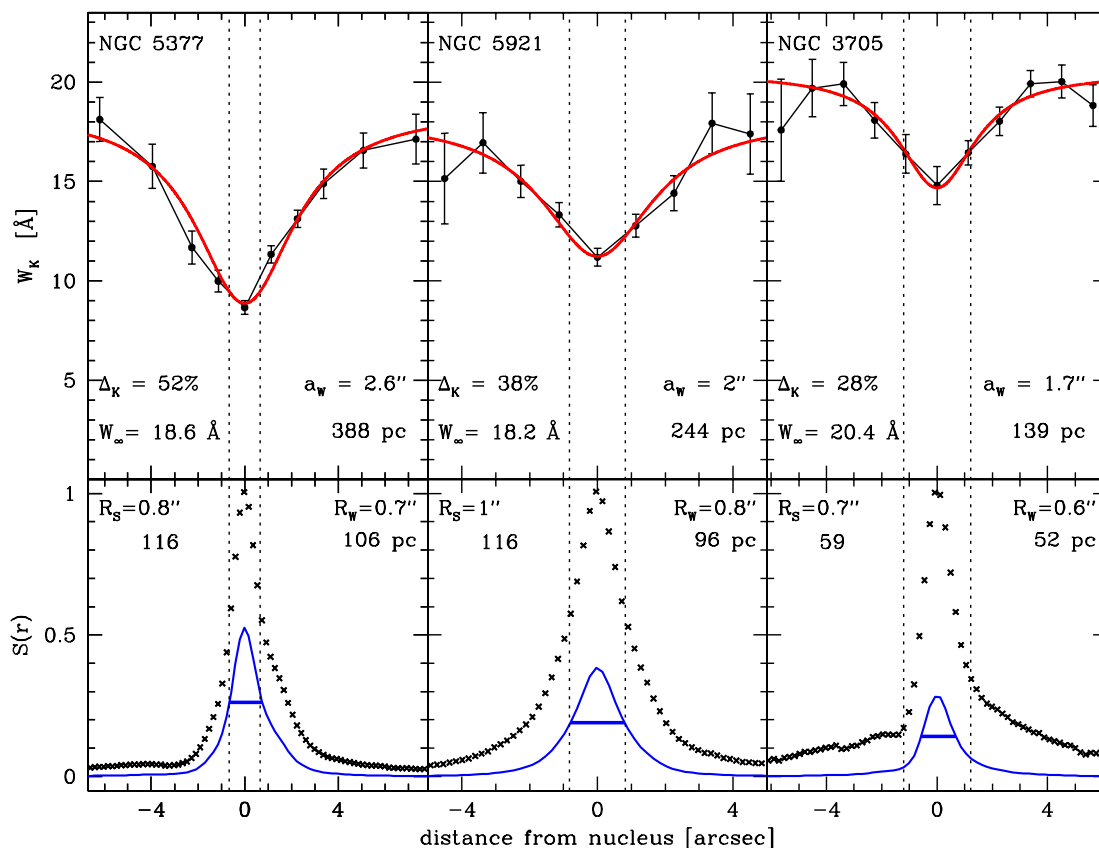 NGC 5377
NGC 5921
NGC 3705
20
15
10
5
W_K [Å]
Δ_K = 52%
a_W = 2.6″
W_∞= 18.6 Å
388 pc
Δ_K = 38%
a_W = 2″
W_∞= 18.2 Å
244 pc
Δ_K = 28%
a_W = 1.7″
W_∞= 20.4 Å
139 pc
1
0.5
0
S(r)
R_S=0.8″
R_W=0.7″
116
106 pc
R_S=1″
R_W=0.8″
116
96 pc
R_S=0.7″
R_W=0.6″
59
52 pc
−4 0 4
−4 0 4
−4 0 4
distance from nucleus [arcsec]